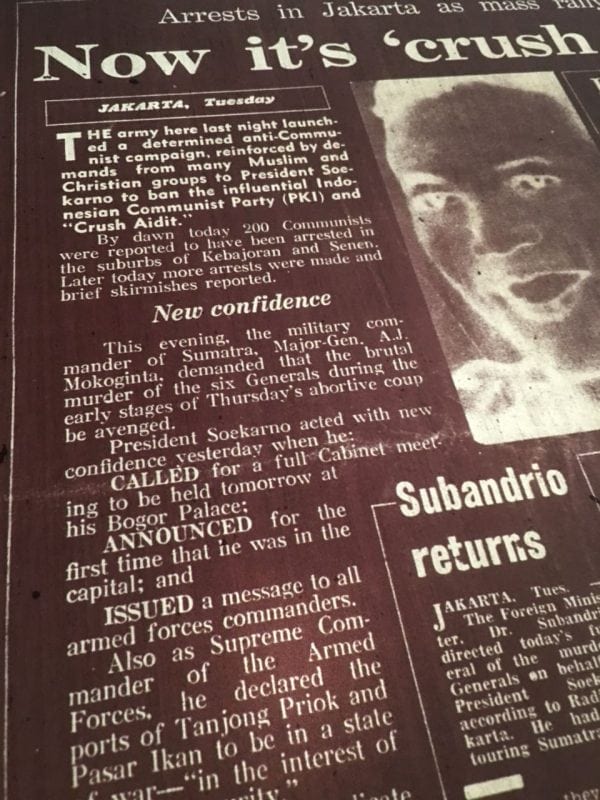 Arrests in Jakarta as mass rally
Now it's 'crush
JAKARTA, Tuesday
THE army here last night launch-
ed a determined anti-Commu-
nist campaign, reinforced by de-
mands from many Muslim and
Christian groups to President Soe-
karno to ban the influential Indo-
nesian Communist Party (PKI) and
"Crush Aidit."
By dawn today 200 Communists
were reported to have been arrested in
the suburbs of Kebajoran and Senen.
Later today more arrests were made and
brief skirmishes reported.
New confidence
This evening, the military com-
mander of Sumatra, Major-Gen. A.J.
Mokoginta, demanded that the brutal
murder of the six Generals during the
early stages of Thursday's abortive coup
be avenged.
President Soekarno acted with new
confidence yesterday when he:
CALLED for a full Cabinet meet-
ing to be held tomorrow at
his Bogor Palace;
ANNOUNCED for the
first time that he was in the
capital; and
ISSUED a message to all
armed forces commanders.
Also as Supreme Com-
mander of the Armed
Forces, he declared the
ports of Tanjong Priok and
Pasar Ikan to be in a state
of war—"in the interest of
Subandrio
returns
JAKARTA, Tues.
The Foreign Minis
ter, Dr. Subandri
directed today's fu
eral of the murd
Generals on behalf
President Soek
according to Radi
karta. He had
touring Sumatra
they